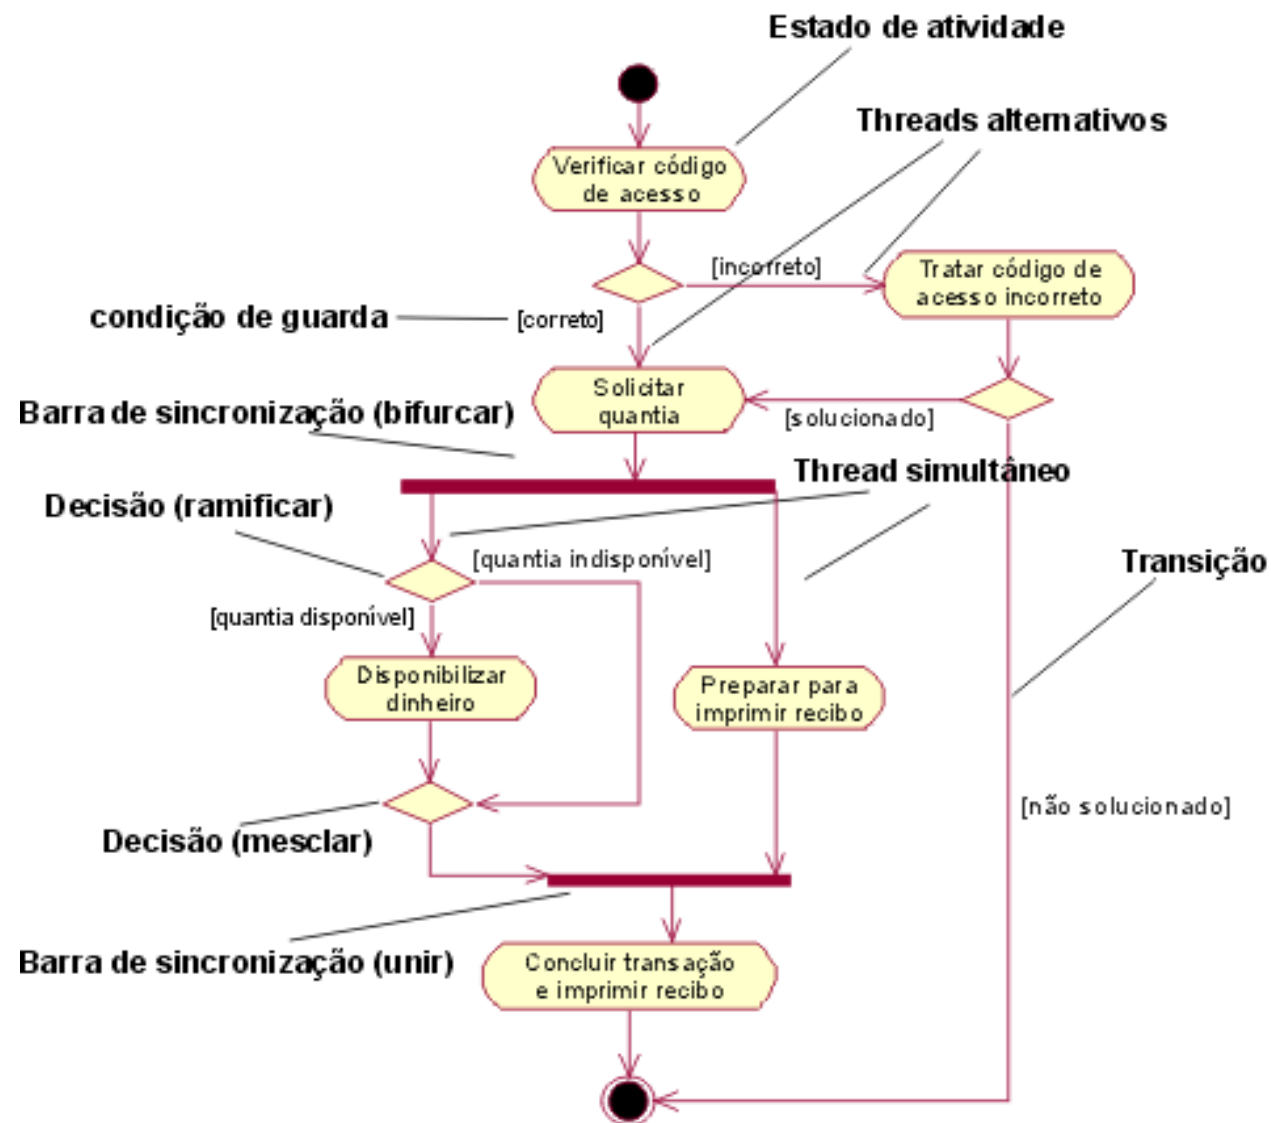 Estado de atividade
Threads alternativos
Verificar código
de acesso
[incorreto]
Tratar código de
acesso incorreto
condição de guarda
[correto]
Solicitar
quantia
[solucionado]
Barra de sincronização (bifurcar)
Thread simultâneo
Decisão (ramificar)
[quantia indisponível]
Transição
[quantia disponível]
Disponibilizar
dinheiro
Preparar para
imprimir recibo
[não solucionado]
Decisão (mesclar)
Barra de sincronização (unir)
Concluir transação
e imprimir recibo